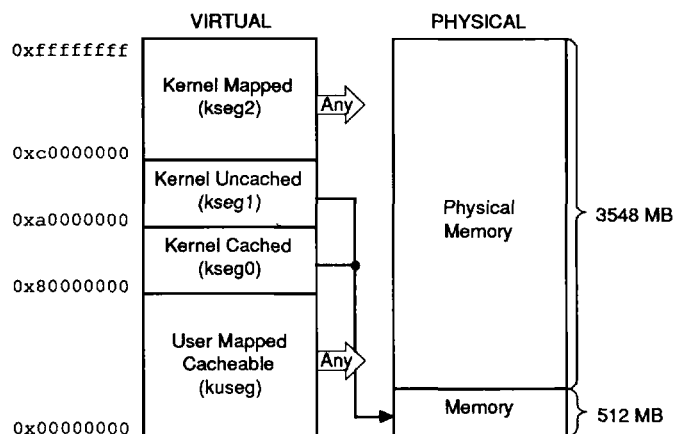 VIRTUAL
PHYSICAL
0xffffffff
Kernel Mapped
(kseg2)
Any
0xc0000000
Kernel Uncached
(kseg1)
0xa0000000
Kernel Cached
(kseg0)
0x80000000
User Mapped
Cacheable
(kuseg)
Any
0x00000000
Physical
Memory
3548 MB
Memory
512 MB